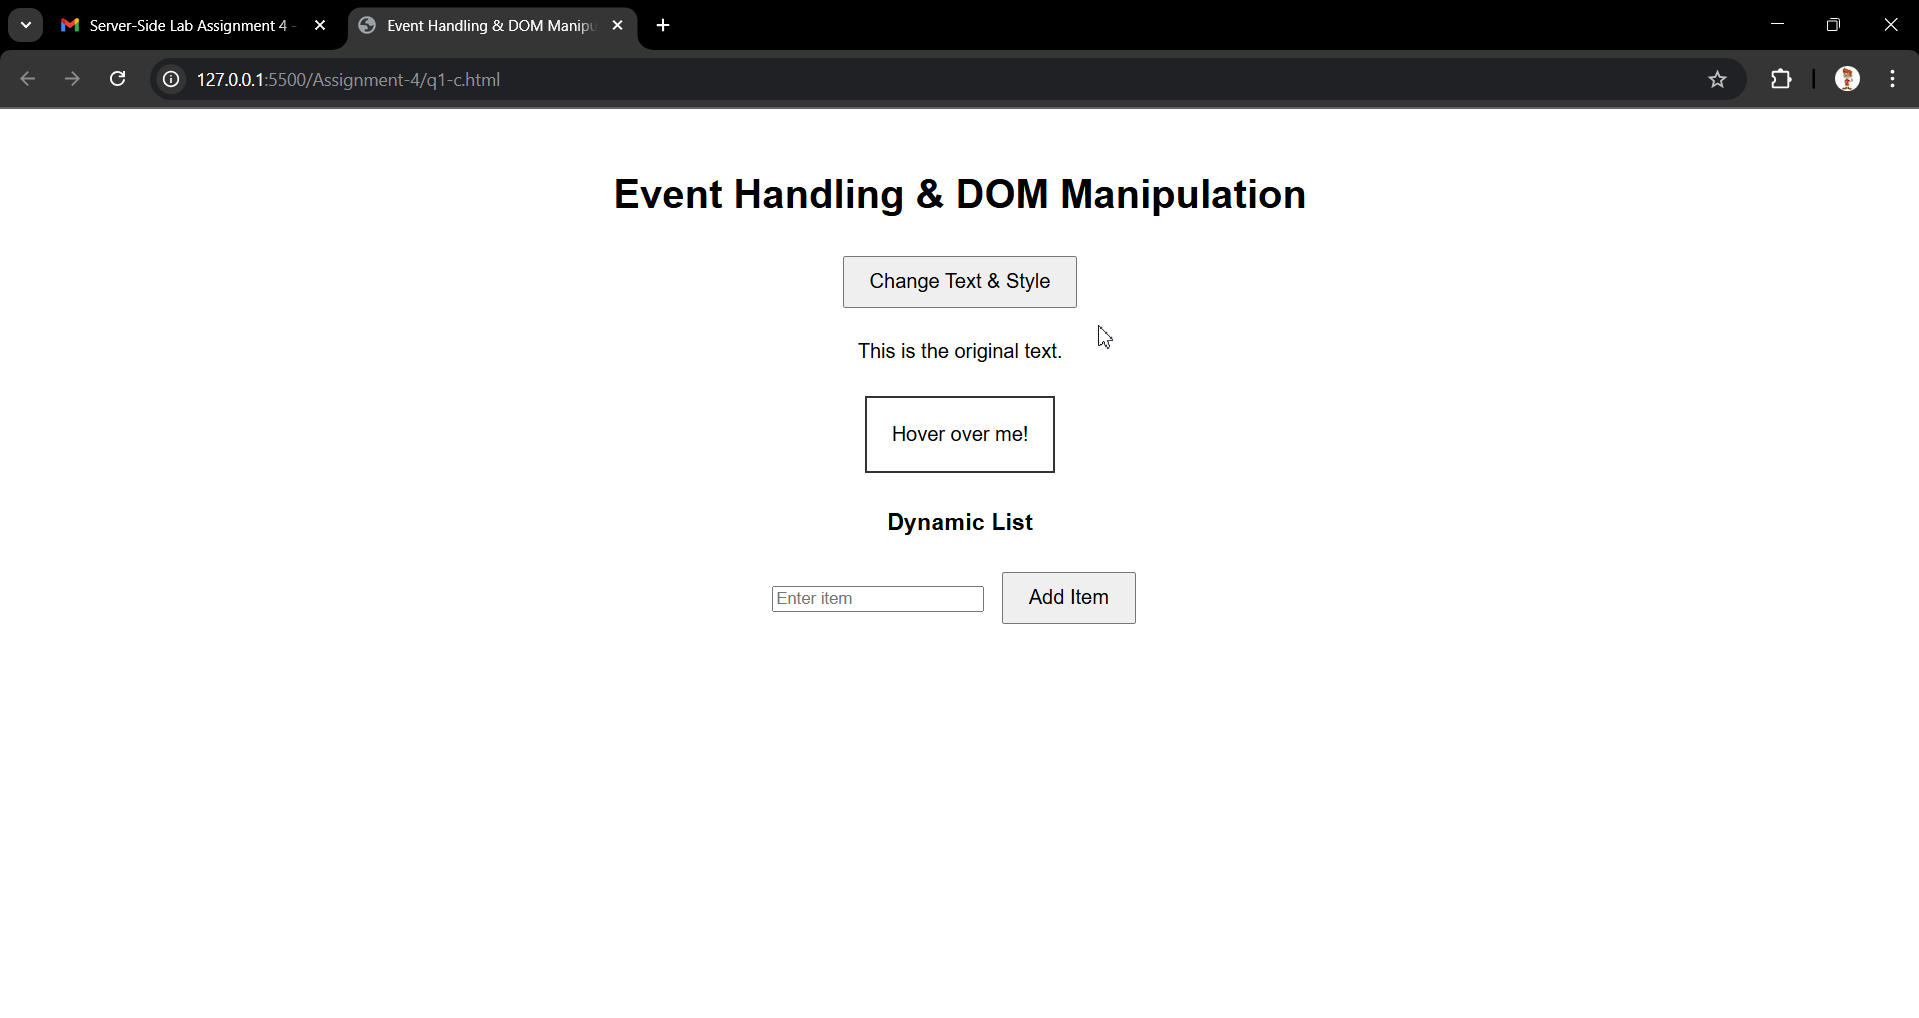 Server-Side Lab Assignment 4 -
Event Handling & DOM Manipu
127.0.0.1:5500/Assignment-4/q1-c.html
Event Handling & DOM Manipulation
Change Text & Style
This is the original text.
Hover over me!
Dynamic List
Enter item
Add Item